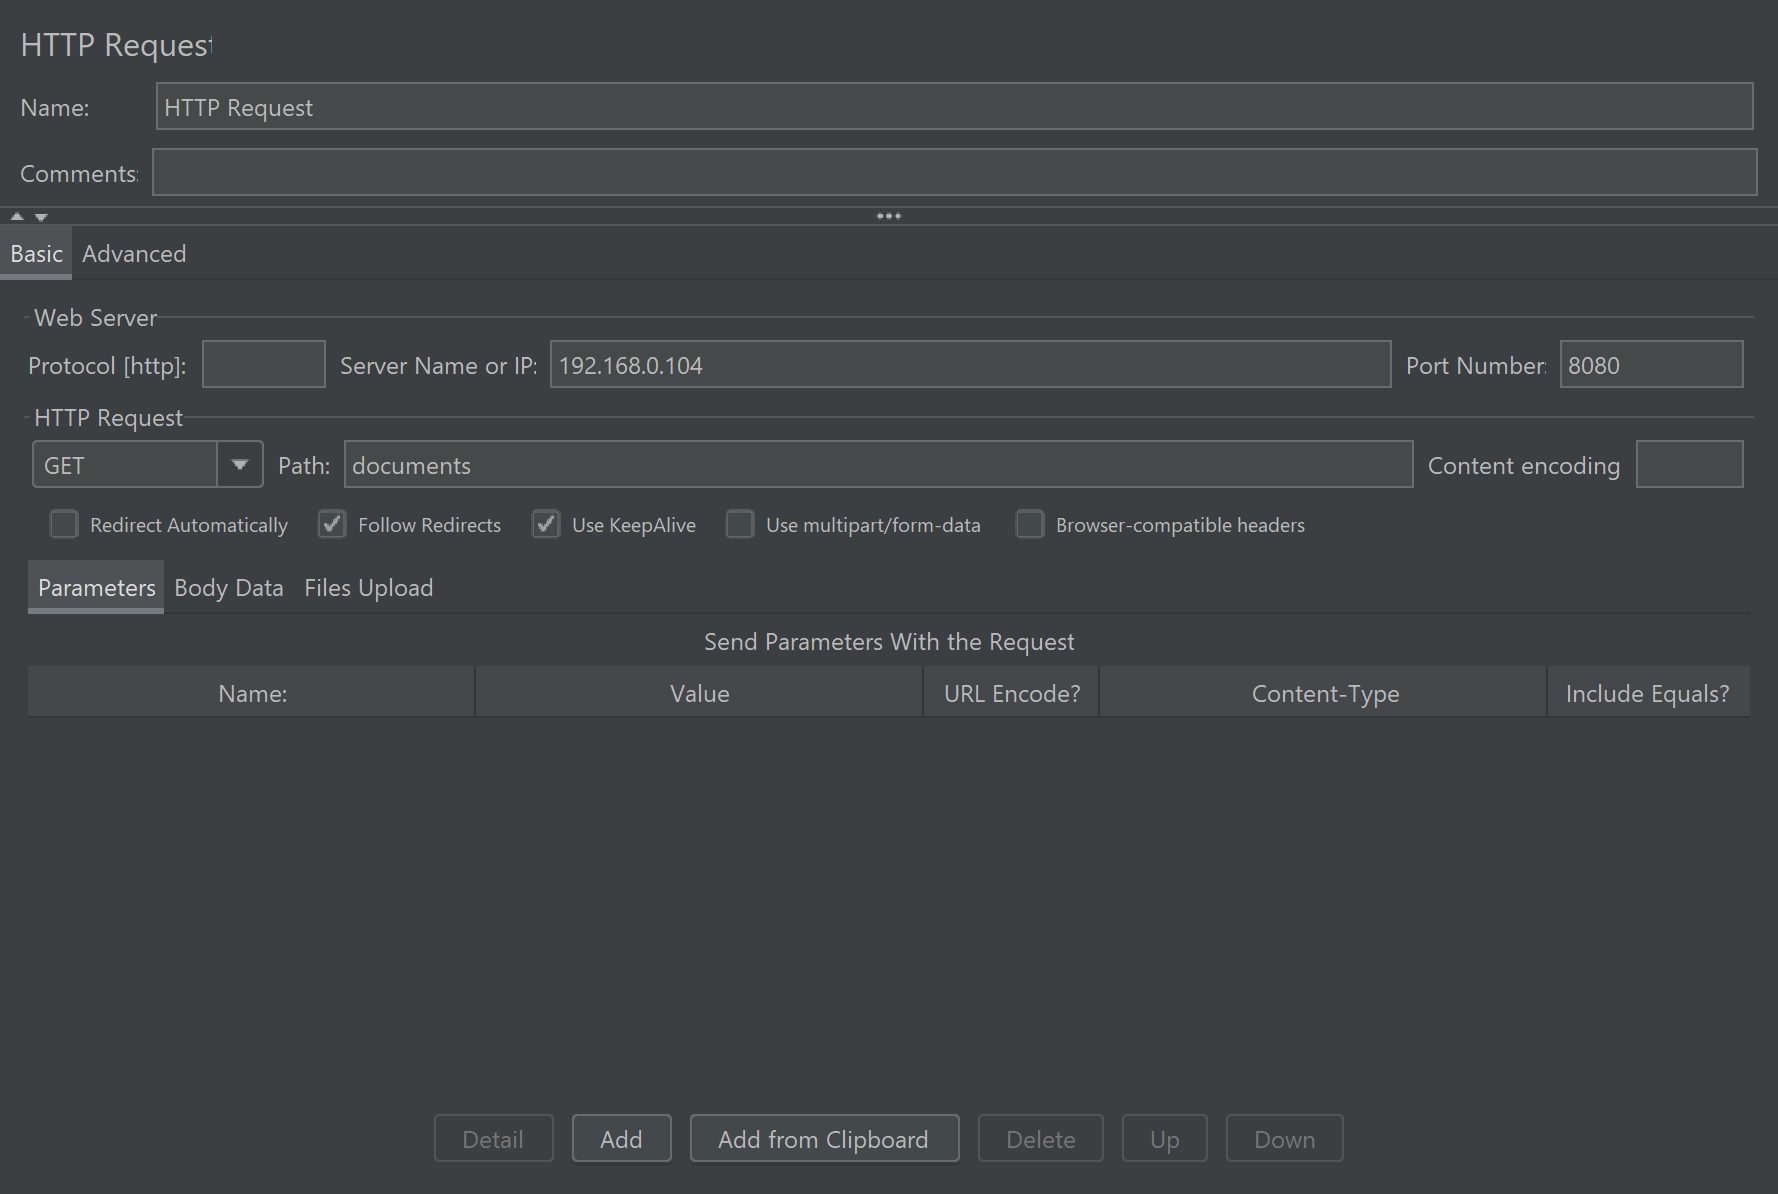 HTTP Request
Name: HTTP Request
Comments:
Basic Advanced
Web Server
Protocol [http]: Server Name or IP: 192.168.0.104 Port Number: 8080
HTTP Request
GET Path: documents Content encoding
Redirect Automatically Follow Redirects Use KeepAlive Use multipart/form-data Browser-compatible headers
Parameters Body Data Files Upload
Send Parameters With the Request
Name: Value URL Encode? Content-Type Include Equals?
Detail Add Add from Clipboard Delete Up Down